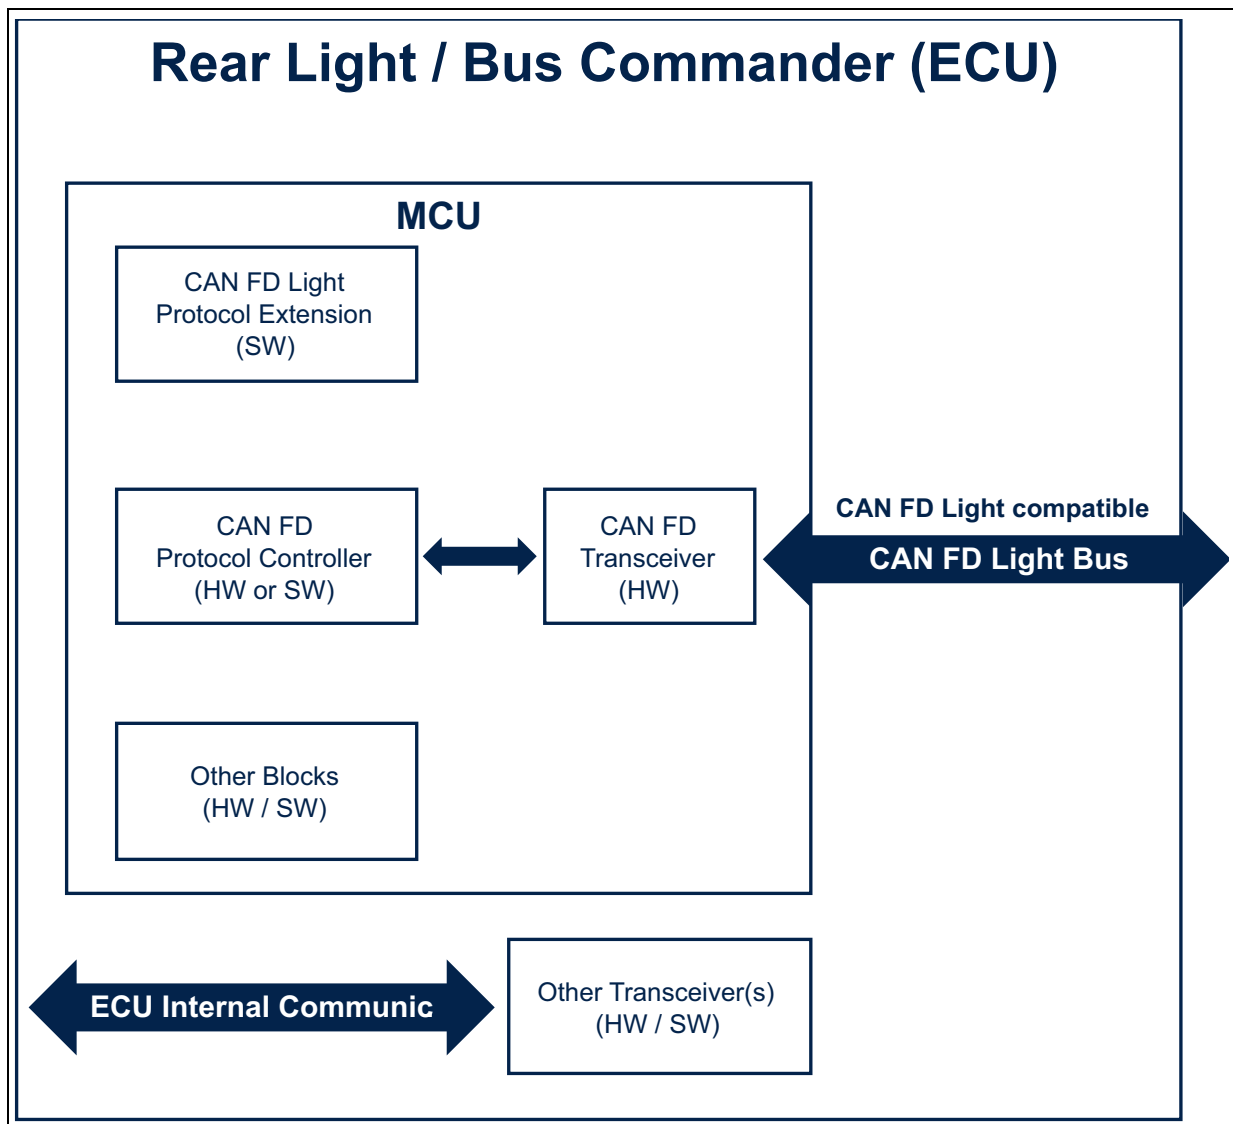 Rear Light / Bus Commander (ECU)
MCU
CAN FD Light
Protocol Extension
(SW)
CAN FD
Protocol Controller
(HW or SW)
CAN FD
Transceiver
(HW)
CAN FD Light compatible
CAN FD Light Bus
Other Blocks
(HW / SW)
ECU Internal Communic
Other Transceiver(s)
(HW / SW)